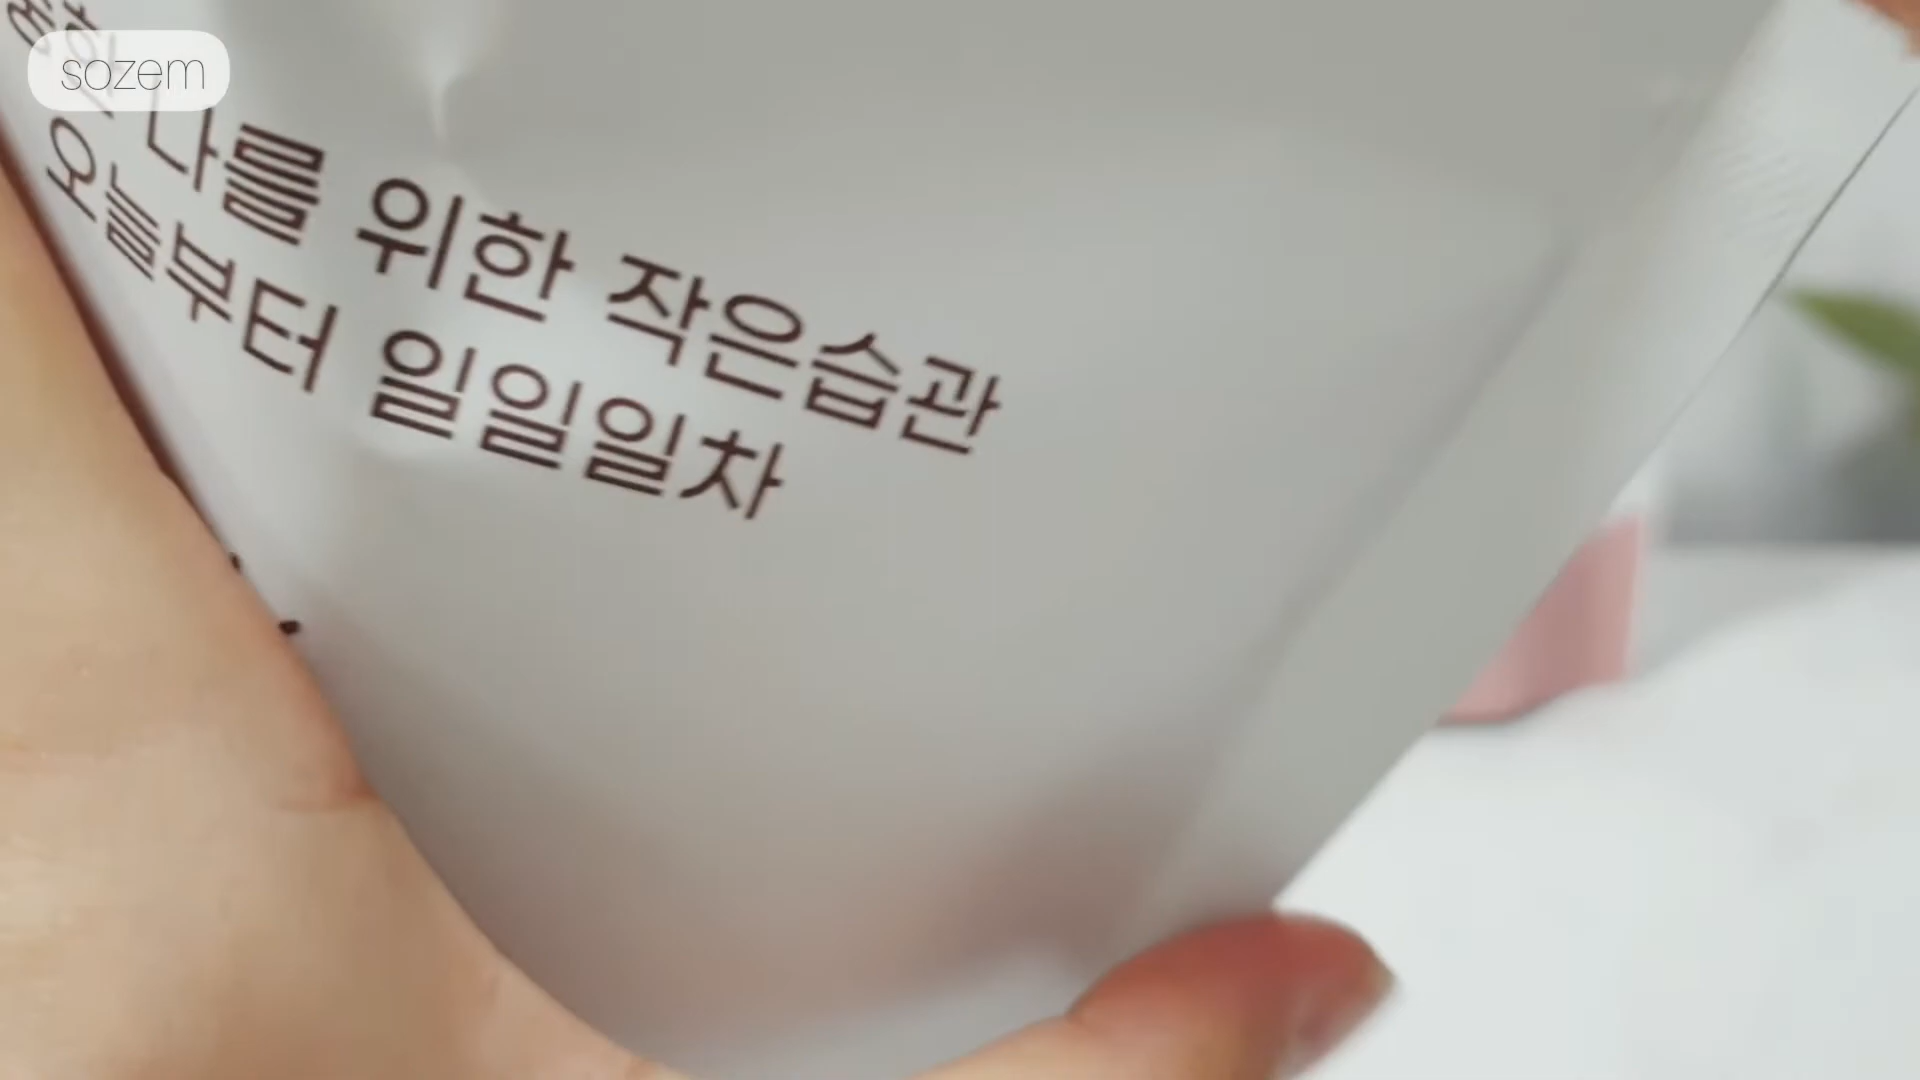 sozem
나를 위한 작은습관
오늘부터 일일일차